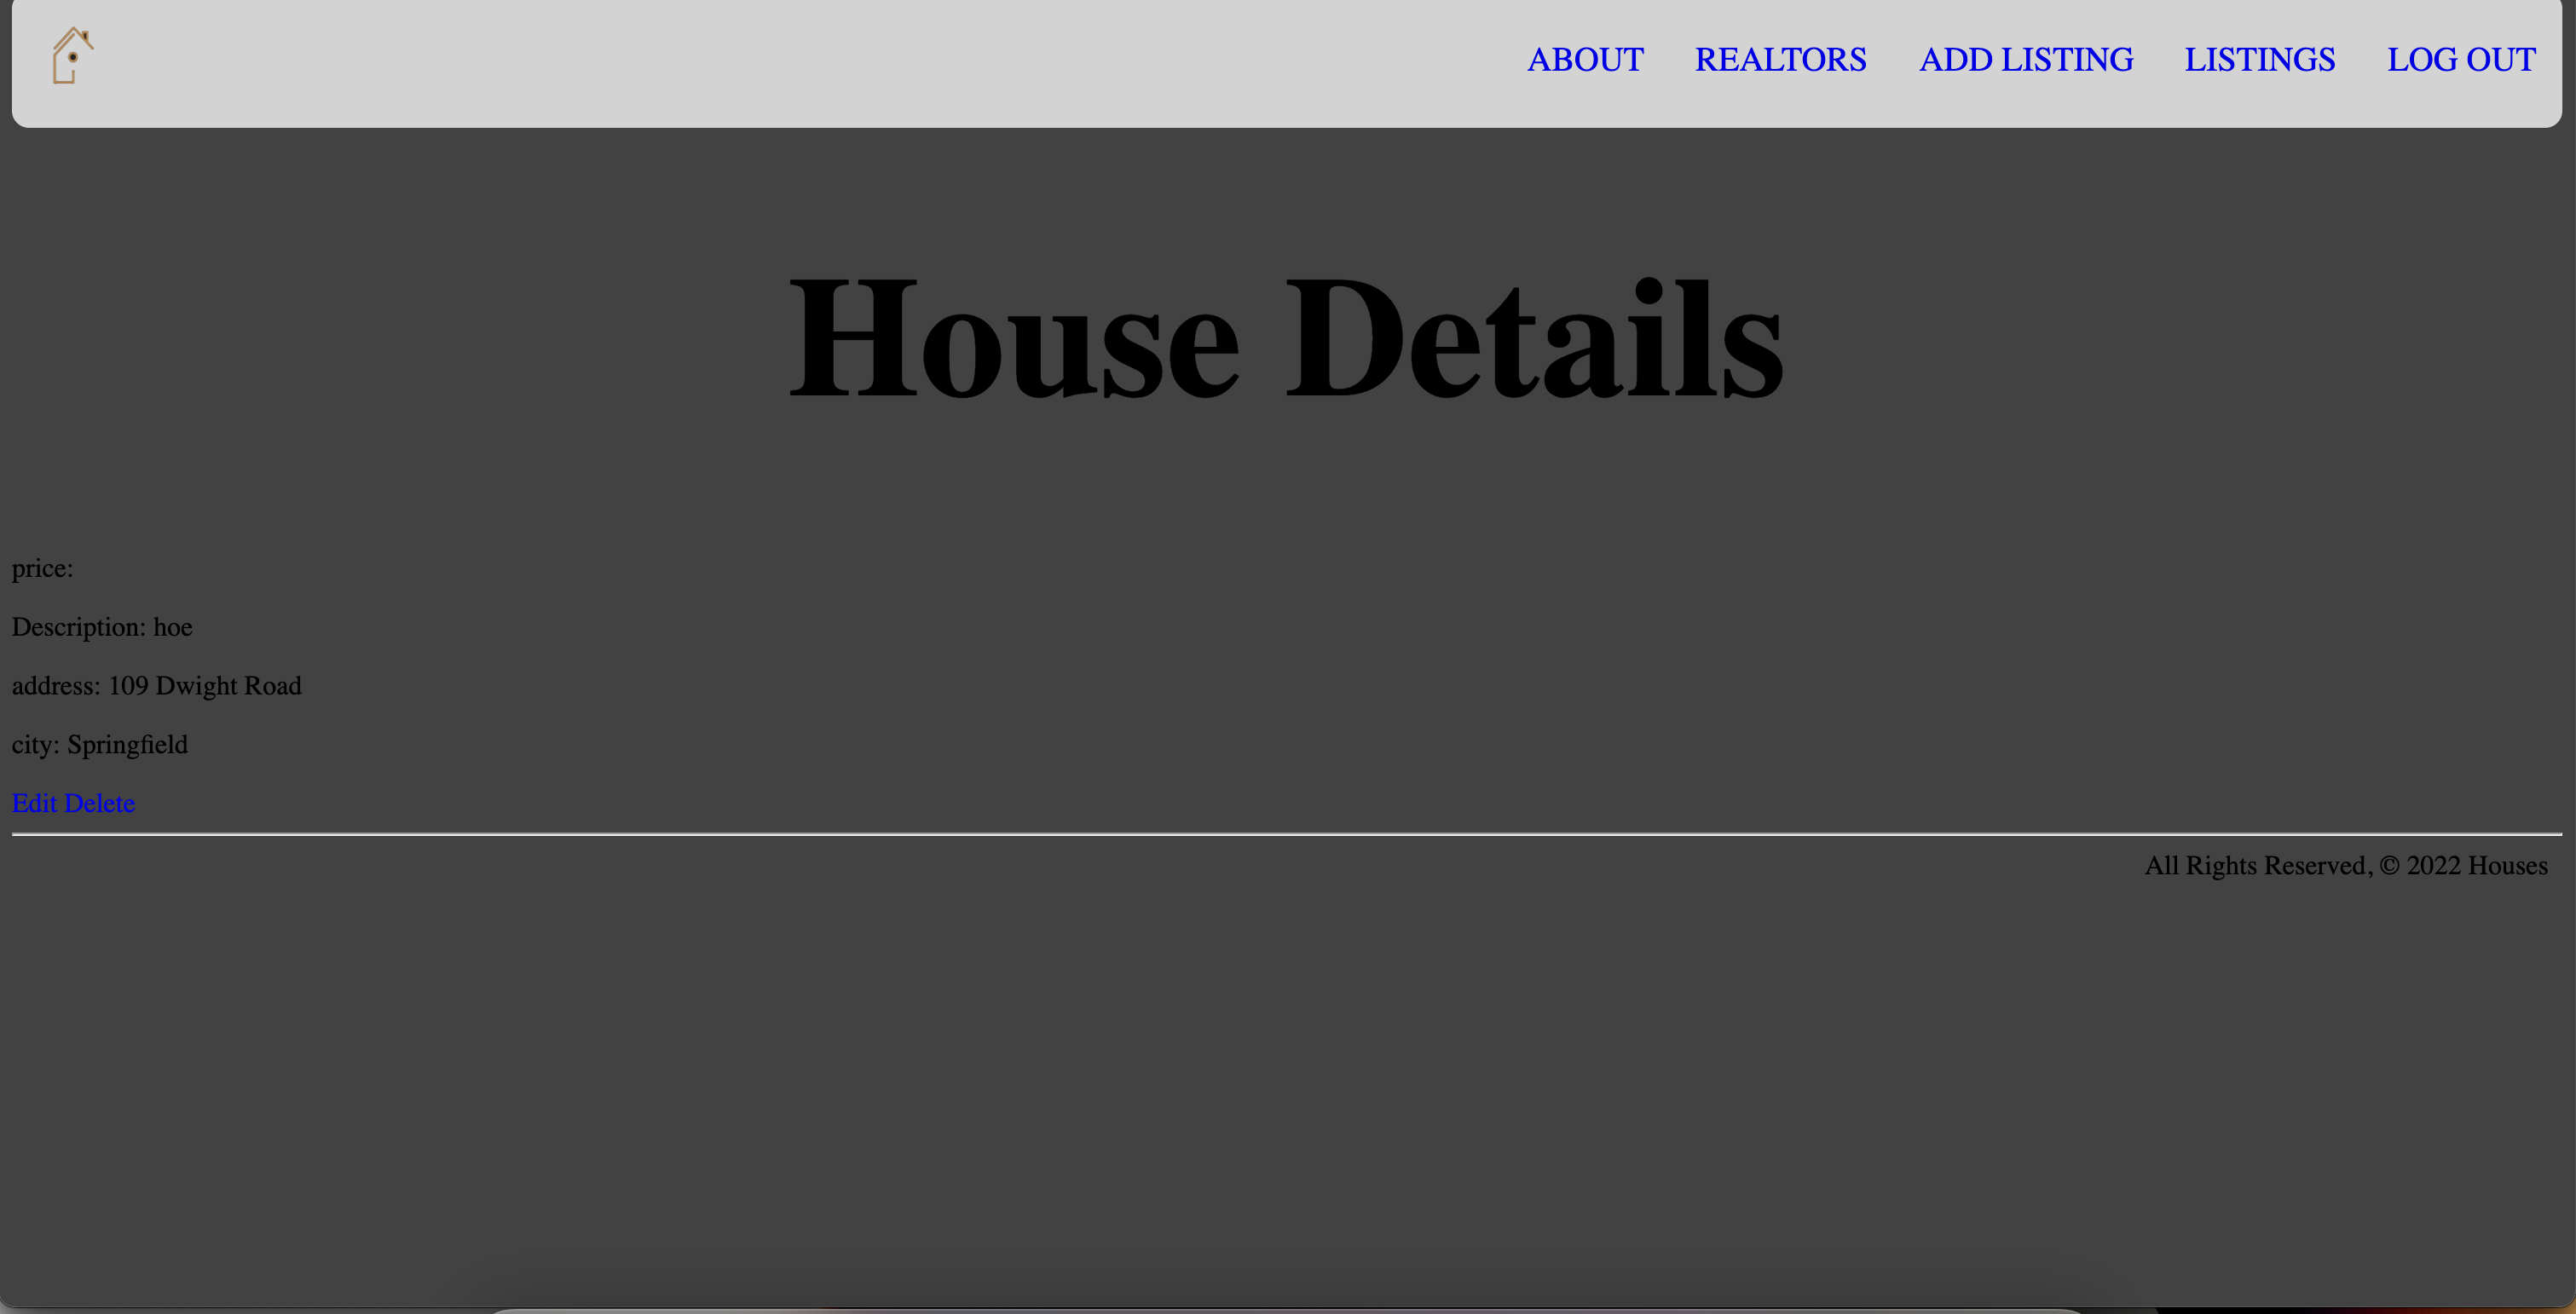 ABOUT REALTORS ADD LISTING LISTINGS LOG OUT
House Details
price:
Description: hoe
address: 109 Dwight Road
city: Springfield
Edit Delete
All Rights Reserved, © 2022 Houses